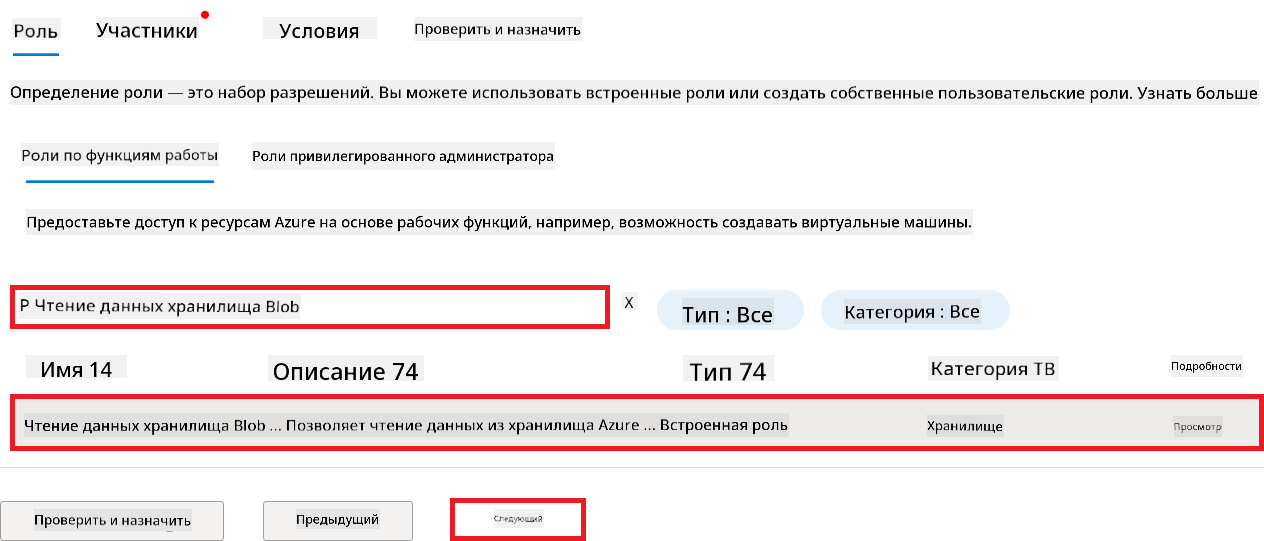 Роль Участники Условия Проверить и назначить
Определение роли — это набор разрешений. Вы можете использовать встроенные роли или создать собственные пользовательские роли. Узнать больше
Роли по функциям работы Роли привилегированного администратора
Предоставьте доступ к ресурсам Azure на основе рабочих функций, например, возможность создавать виртуальные машины.
Р Чтение данных хранилища Blob X Тип : Все Категория : Все
Имя 14 Описание 74 Тип 74 Категория ТВ Подробности
Чтение данных хранилища Blob ... Позволяет чтение данных из хранилища Azure ... Встроенная роль Хранилище Просмотр
Проверить и назначить Предыдущий Следующий